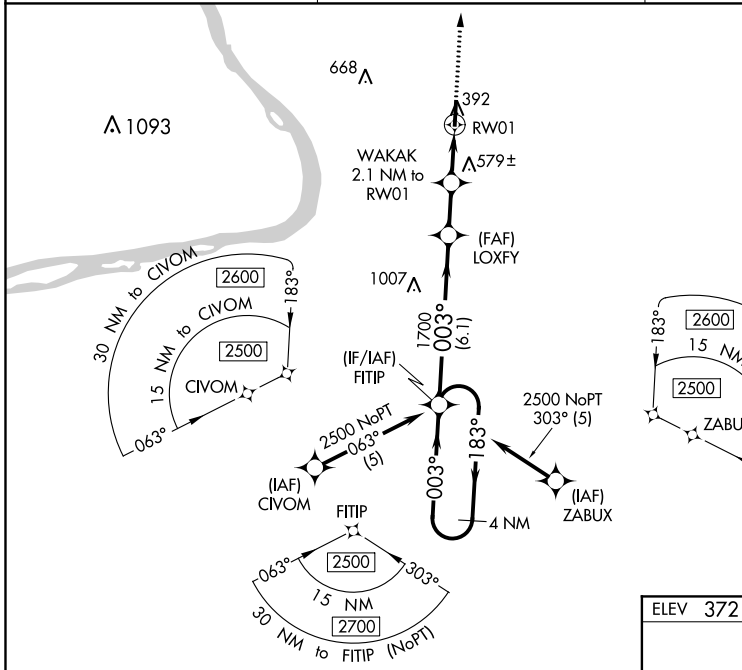 668
392
1093
RW01
WAKAK
2.1 NM to
RW01
579±
(FAF)
LOXFY
30 NM to CIVOM
2600
183°
1007
15 NM to CIVOM
2500
CIVOM
063°
1700
003°
(6.1)
(IF/IAF)
FITIP
183°
2600
15 NM
2500
2500 NoPT
063°
(5)
2500 NoPT
303° (5)
183°
003°
(IAF)
CIVOM
(IAF)
ZABUX
4 NM
FITIP
063°
2500
303°
15 NM
2700
30 NM to FITIP (NoPT)
ELEV 372